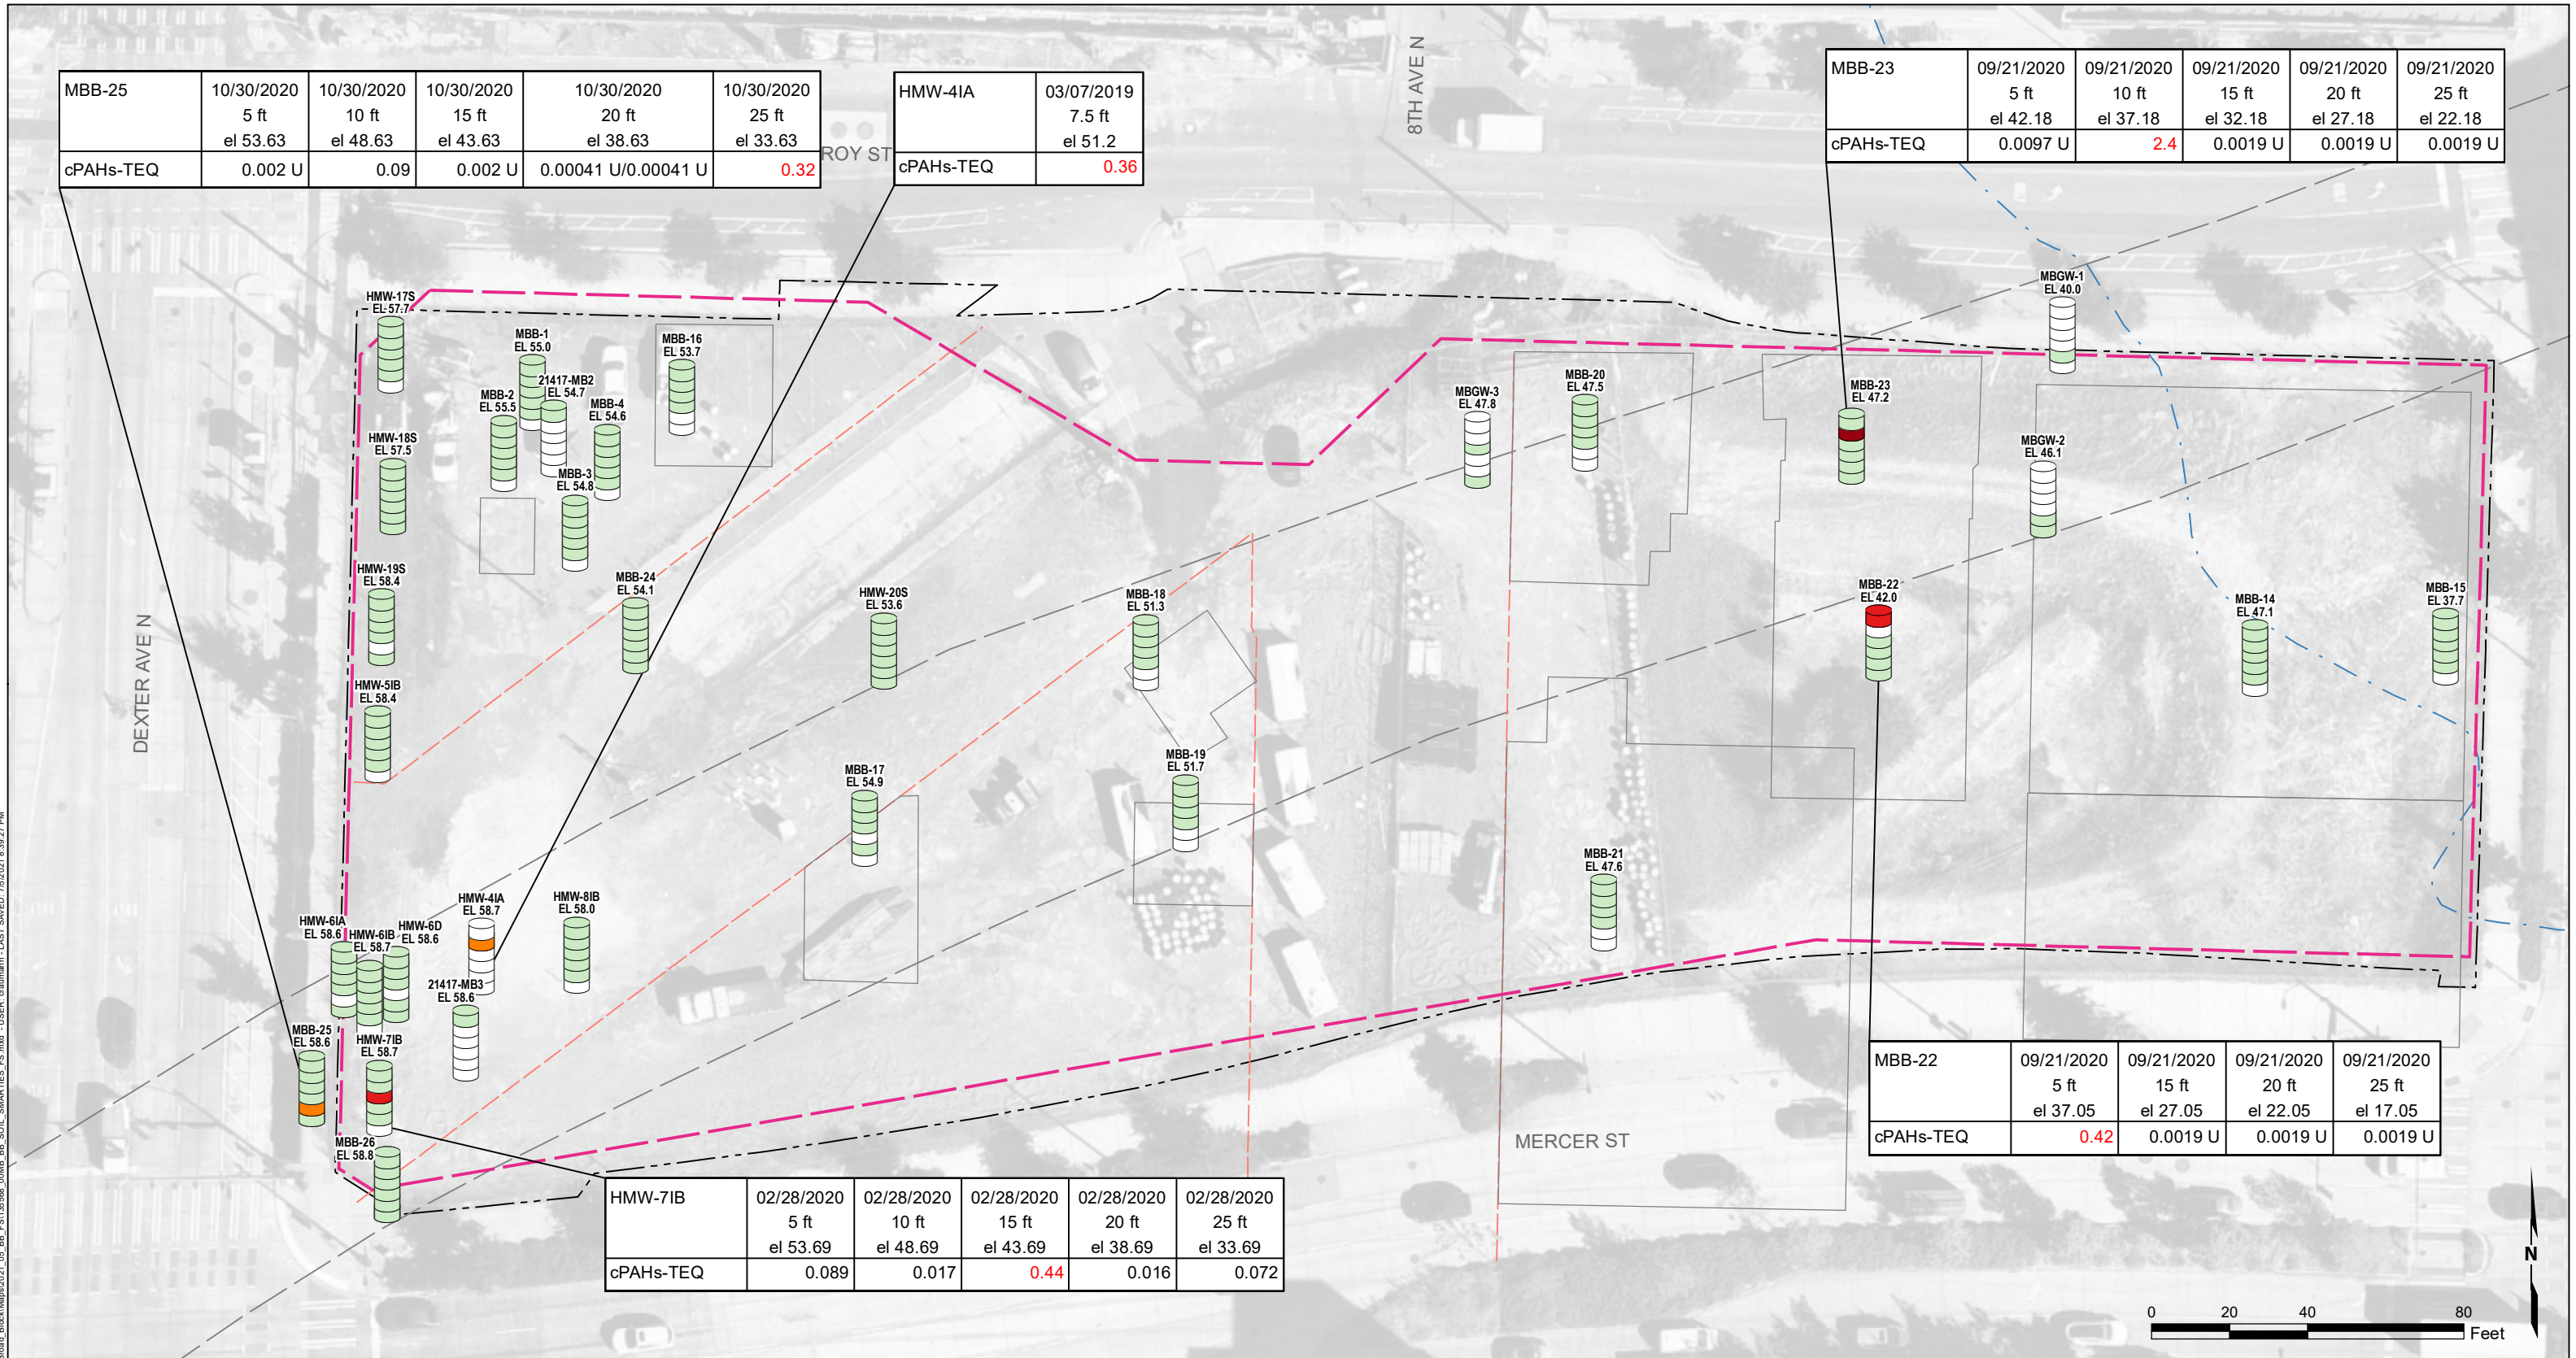 MBB-25 10/30/2020 10/30/2020 10/30/2020 10/30/2020 10/30/2020
5 ft 10 ft 15 ft 20 ft 25 ft
el 53.63 el 48.63 el 43.63 el 38.63 el 33.63
cPAHs-TEQ 0.002 U 0.09 0.002 U 0.00041 U/0.00041 U 0.32
HMW-4IA 03/07/2019
7.5 ft
el 51.2
cPAHs-TEQ 0.36
MBB-23 09/21/2020 09/21/2020 09/21/2020 09/21/2020 09/21/2020
5 ft 10 ft 15 ft 20 ft 25 ft
el 42.18 el 37.18 el 32.18 el 27.18 el 22.18
cPAHs-TEQ 0.0097 U 2.4 0.0019 U 0.0019 U 0.0019 U
ROY ST
8TH AVE N
DEXTER AVE N
MERCER ST
HMW-17S
EL 57.7
MBB-1
EL 55.0
21417-MB2
EL 54.7
MBB-2
EL 55.5
MBB-4
EL 54.6
MBB-16
EL 53.7
HMW-18S
EL 57.5
MBB-3
EL 54.8
MBGW-1
EL 40.0
MBGW-3
EL 47.8
MBB-20
EL 47.5
MBB-23
EL 47.2
MBGW-2
EL 46.1
HMW-19S
EL 58.4
MBB-24
EL 54.1
HMW-20S
EL 53.6
MBB-18
EL 51.3
MBB-22
EL 42.0
MBB-14
EL 47.1
MBB-15
EL 37.7
HMW-5IB
EL 58.4
MBB-17
EL 54.9
MBB-19
EL 51.7
MBB-21
EL 47.6
HMW-6IA
EL 58.6
HMW-6IB
EL 58.7
HMW-6D
EL 58.6
HMW-4IA
EL 58.7
HMW-8IB
EL 58.0
21417-MB3
EL 58.6
MBB-25
EL 58.6
HMW-7IB
EL 58.7
MBB-26
EL 58.8
MBB-22 09/21/2020 09/21/2020 09/21/2020 09/21/2020
5 ft 15 ft 20 ft 25 ft
el 37.05 el 27.05 el 22.05 el 17.05
cPAHs-TEQ 0.42 0.0019 U 0.0019 U 0.0019 U
HMW-7IB 02/28/2020 02/28/2020 02/28/2020 02/28/2020 02/28/2020
5 ft 10 ft 15 ft 20 ft 25 ft
el 53.69 el 48.69 el 43.69 el 38.69 el 33.69
cPAHs-TEQ 0.089 0.017 0.44 0.016 0.072
N
0 20 40 80
Feet